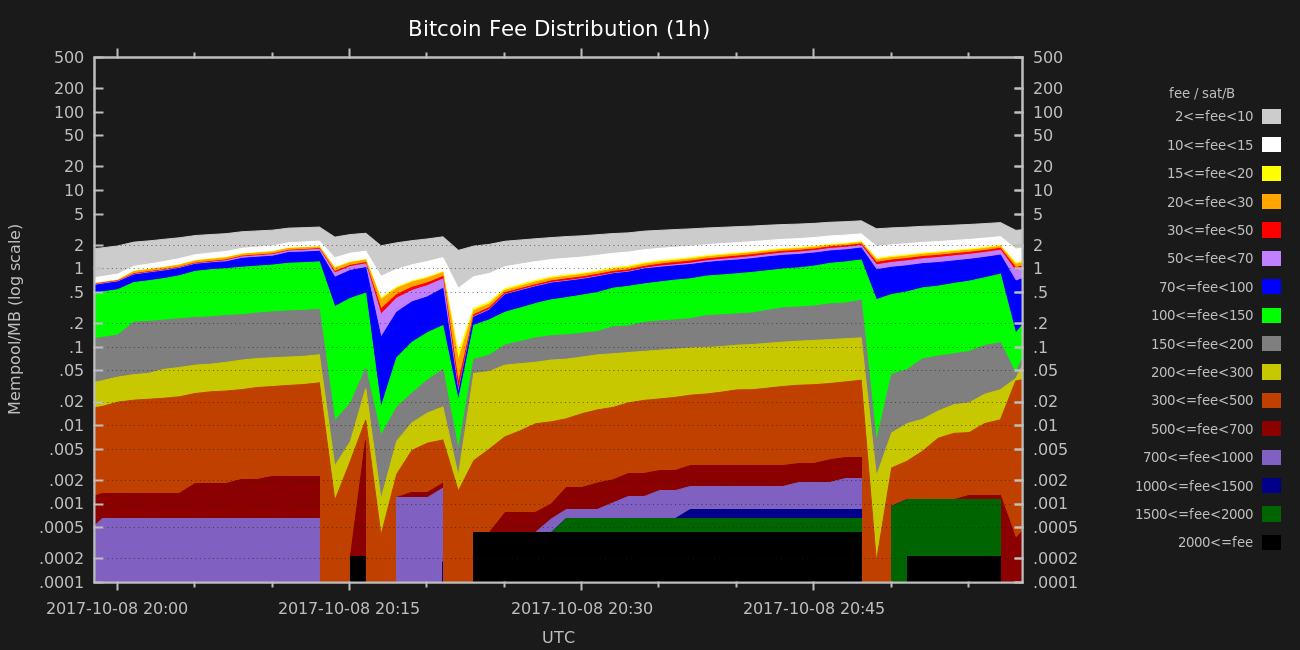 Bitcoin Fee Distribution (1h)
Mempool/MB (log scale)
500
200
100
50
20
10
5
2
1
.5
.2
.1
.05
.02
.01
.005
.002
.001
.0005
.0002
.0001
500
200
100
50
20
10
5
2
1
.5
.2
.1
.05
.02
.01
.005
.002
.001
.0005
.0002
.0001
2017-10-08 20:00
2017-10-08 20:15
2017-10-08 20:30
2017-10-08 20:45
UTC
fee / sat/B
2<=fee<10
10<=fee<15
15<=fee<20
20<=fee<30
30<=fee<50
50<=fee<70
70<=fee<100
100<=fee<150
150<=fee<200
200<=fee<300
300<=fee<500
500<=fee<700
700<=fee<1000
1000<=fee<1500
1500<=fee<2000
2000<=fee